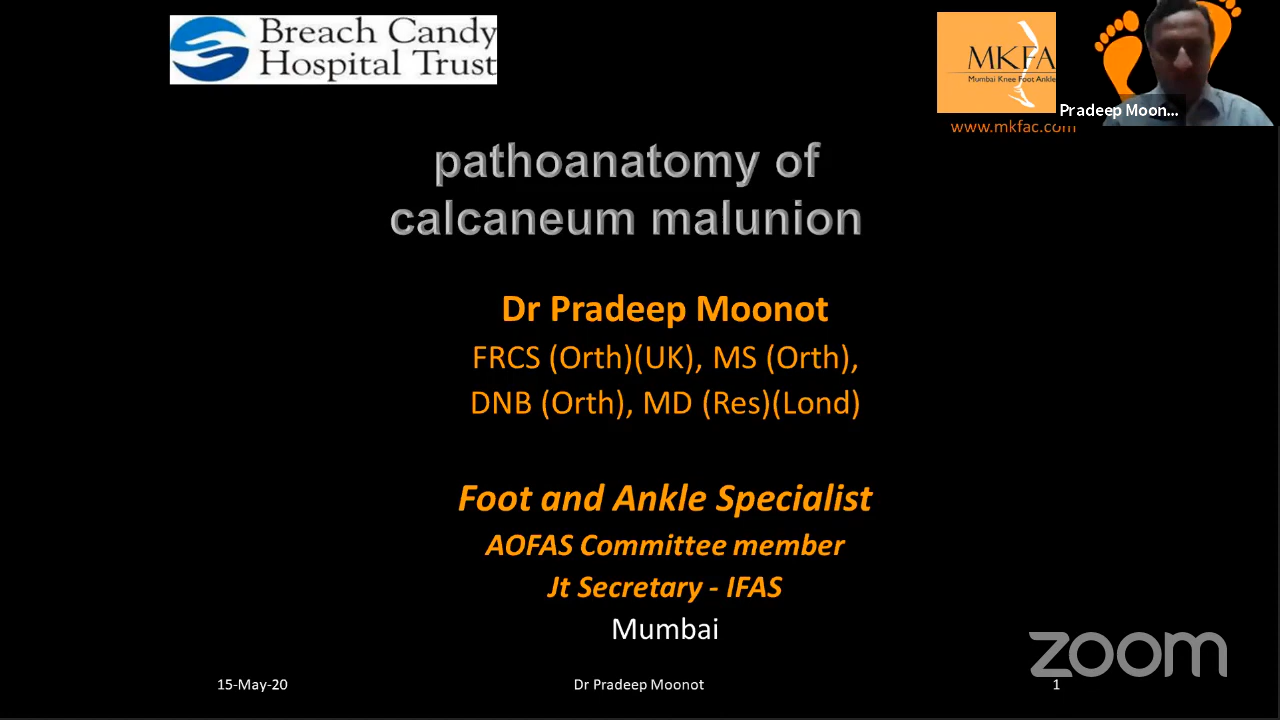 Breach Candy
Hospital Trust
MKFA
Mumbai Knee Foot Ankle
Pradeep Moon...
www.mkfac.com
pathoanatomy of
calcaneum malunion
Dr Pradeep Moonot
FRCS (Orth)(UK), MS (Orth),
DNB (Orth), MD (Res)(Lond)
Foot and Ankle Specialist
AOFAS Committee member
Jt Secretary - IFAS
Mumbai
zoom
15-May-20
Dr Pradeep Moonot
1